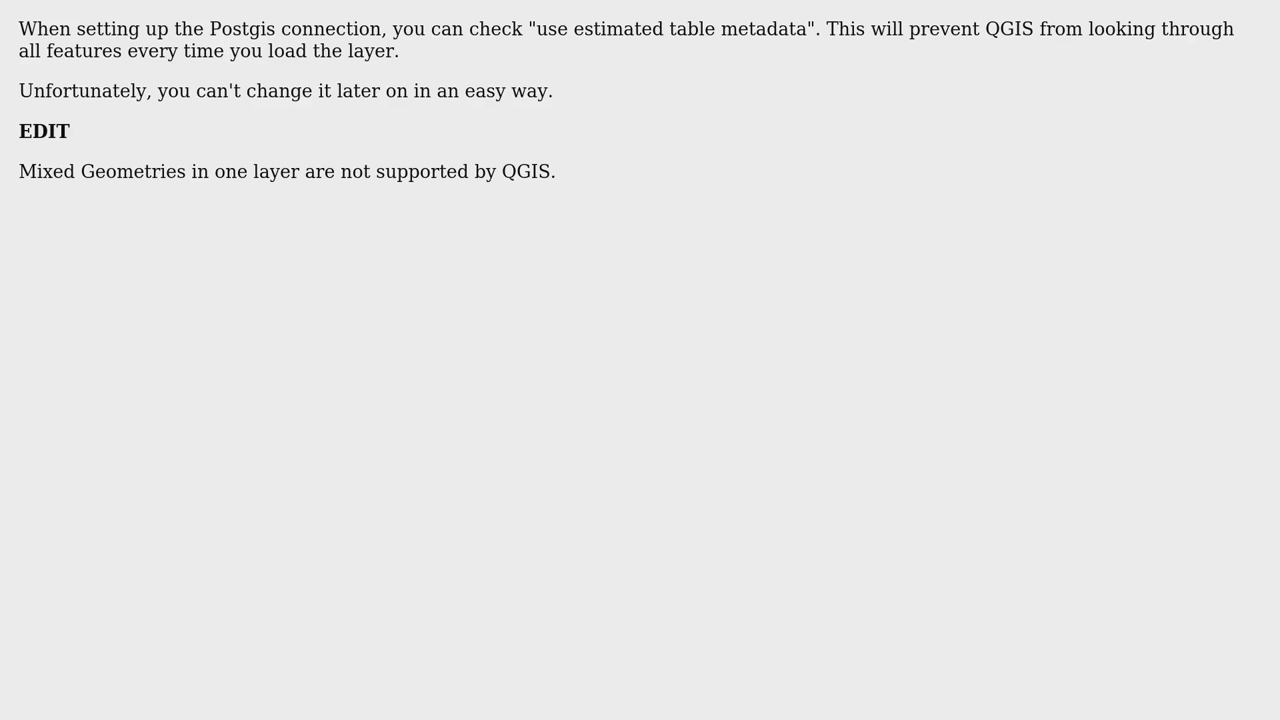 When setting up the Postgis connection, you can check "use estimated table metadata". This will prevent QGIS from looking through
all features every time you load the layer.
Unfortunately, you can't change it later on in an easy way.
EDIT
Mixed Geometries in one layer are not supported by QGIS.